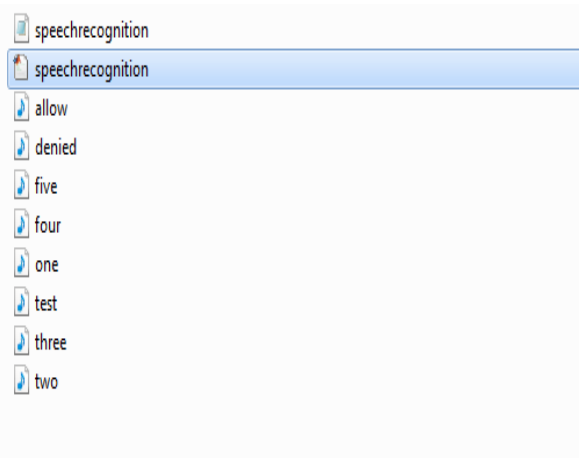 speechrecognition
speechrecognition
allow
denied
five
four
one
test
three
two